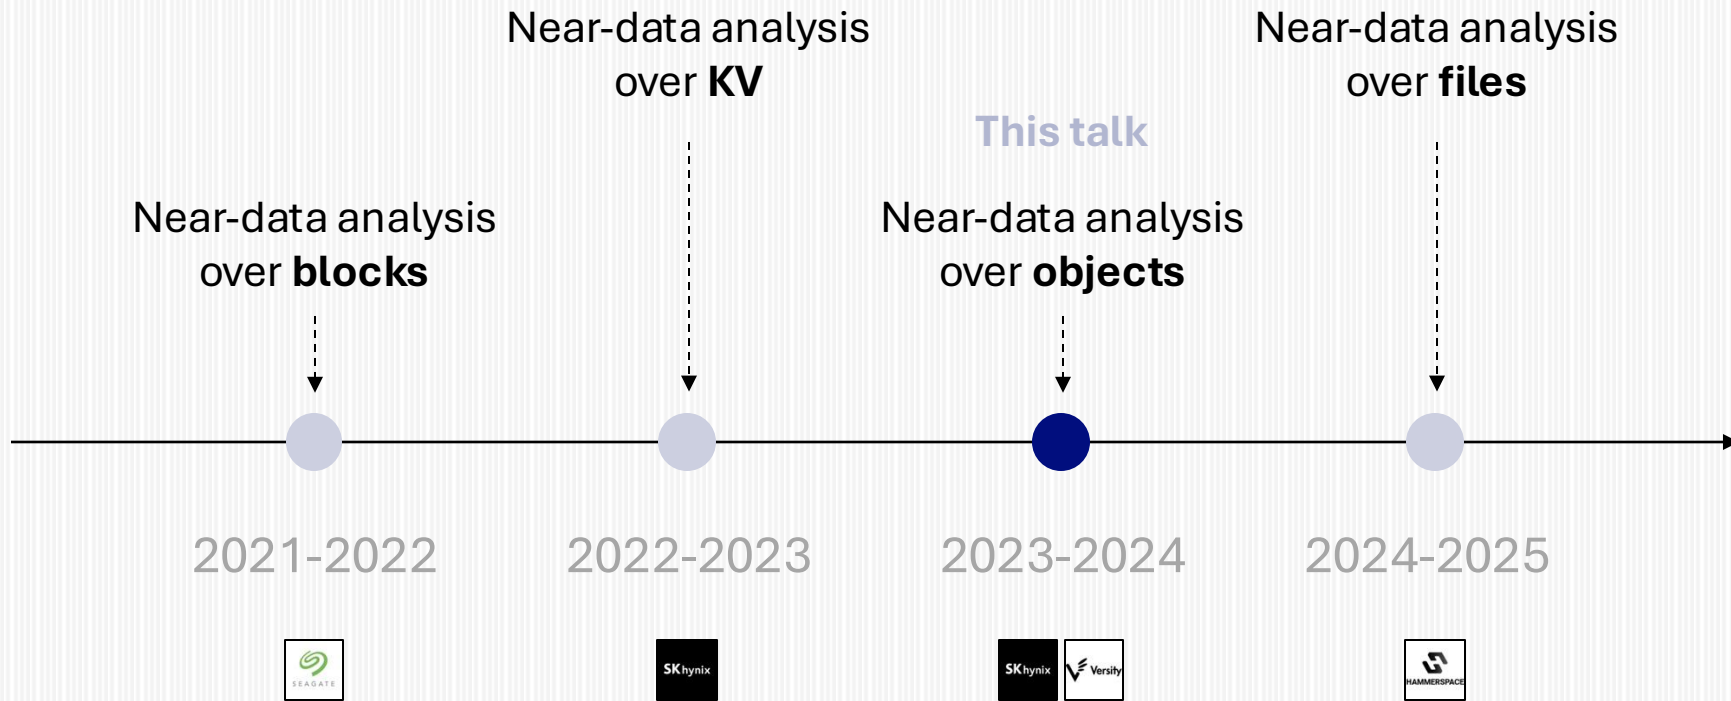 Near-data analysis
over KV
Near-data analysis
over files
This talk
Near-data analysis
over blocks
Near-data analysis
over objects
2021-2022
2022-2023
2023-2024
2024-2025
SEAGATE
SK hynix
SK hynix
Versity
HAMMERSPACE